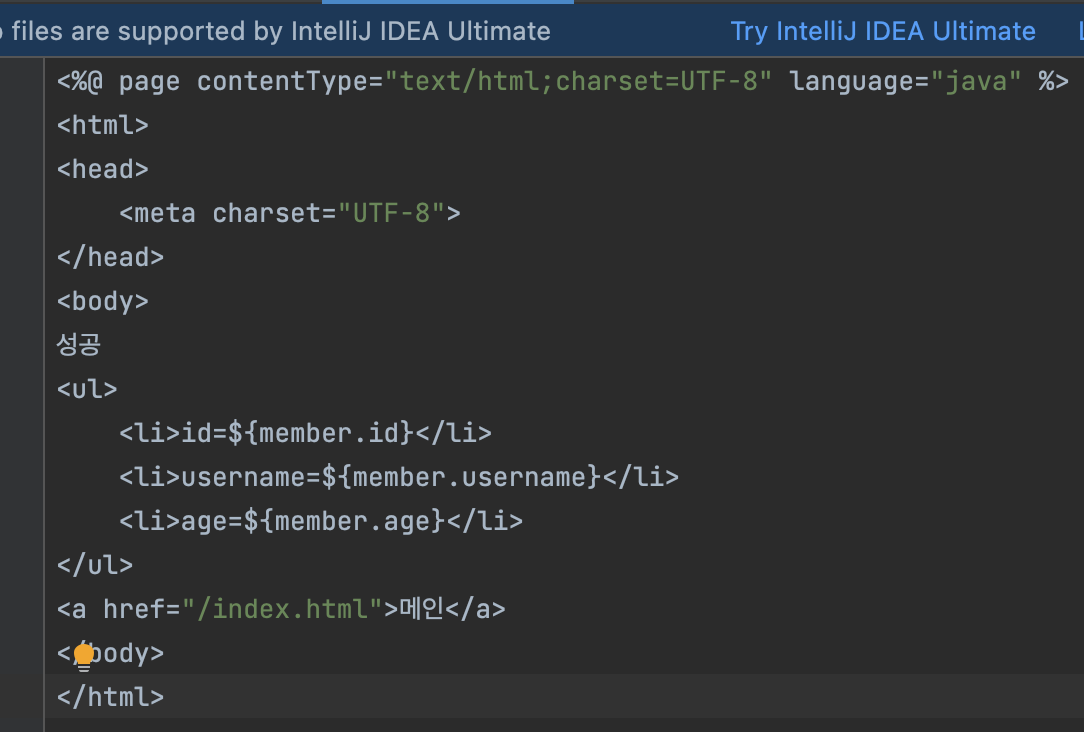 files are supported by IntelliJ IDEA Ultimate Try IntelliJ IDEA Ultimate
<%@ page contentType="text/html;charset=UTF-8" language="java" %>
<html>
<head>
    <meta charset="UTF-8">
</head>
<body>
성공
<ul>
    <li>id=${member.id}</li>
    <li>username=${member.username}</li>
    <li>age=${member.age}</li>
</ul>
<a href="/index.html">메인</a>
</body>
</html>